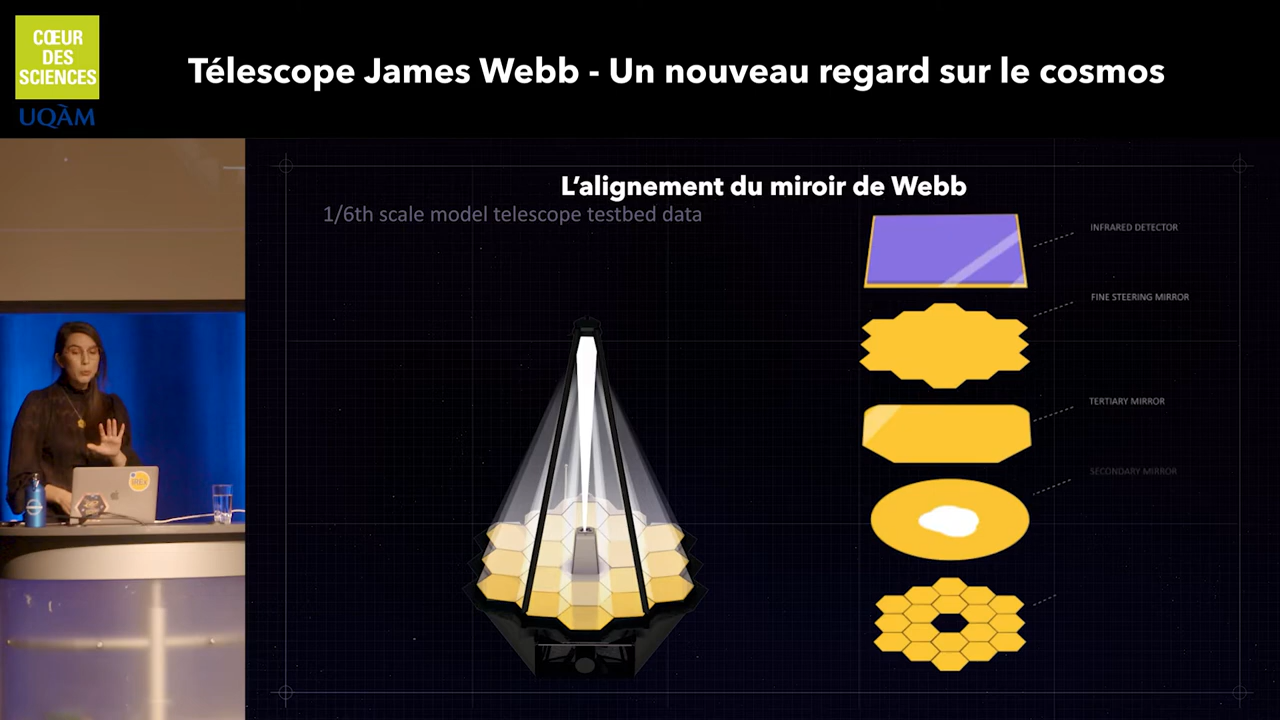 CŒUR
DES
SCIENCES
UQÀM
Télescope James Webb - Un nouveau regard sur le cosmos
L’alignement du miroir de Webb
1/6th scale model telescope testbed data
INFRARED DETECTOR
FINE STEERING MIRROR
TERTIARY MIRROR
SECONDARY MIRROR